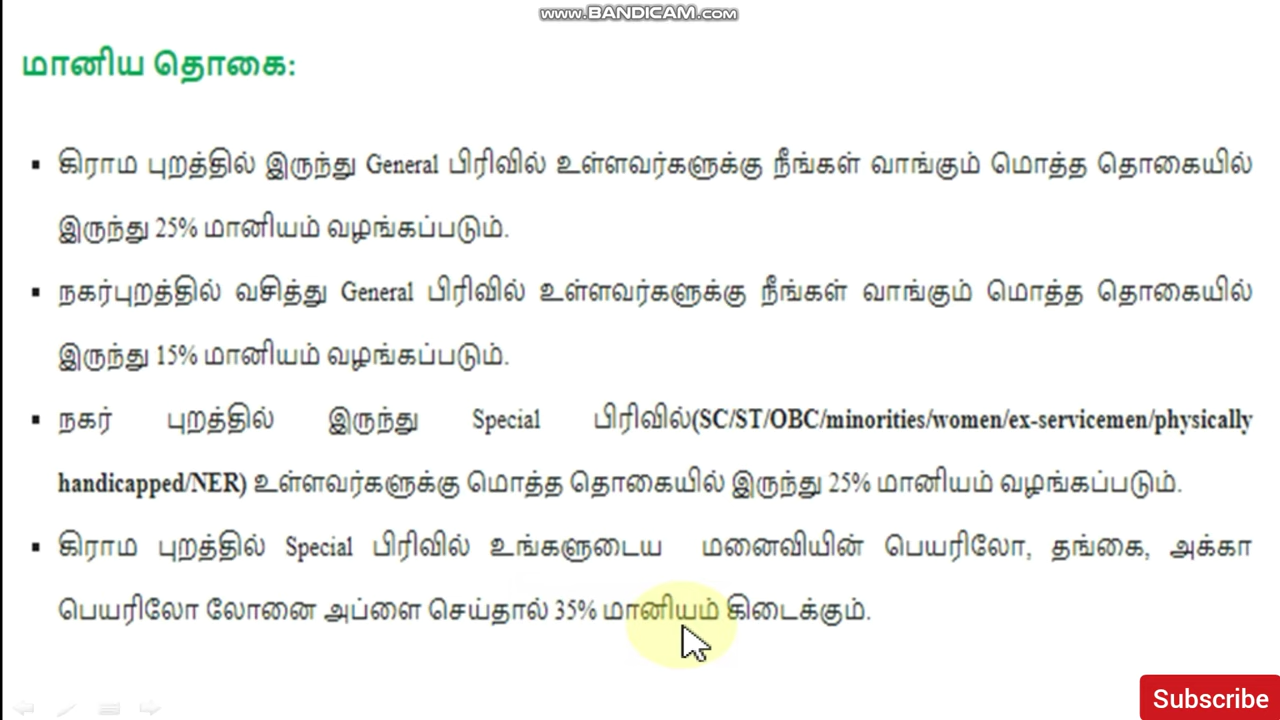 www.BANDICAM.com
மானிய தொகை:
▪ கிராம புறத்தில் இருந்து General பிரிவில் உள்ளவர்களுக்கு நீங்கள் வாங்கும் மொத்த தொகையில்
இருந்து 25% மானியம் வழங்கப்படும்.
▪ நகர்புறத்தில் வசித்து General பிரிவில் உள்ளவர்களுக்கு நீங்கள் வாங்கும் மொத்த தொகையில்
இருந்து 15% மானியம் வழங்கப்படும்.
▪ நகர் புறத்தில் இருந்து Special பிரிவில்(SC/ST/OBC/minorities/women/ex-servicemen/physically
handicapped/NER) உள்ளவர்களுக்கு மொத்த தொகையில் இருந்து 25% மானியம் வழங்கப்படும்.
▪ கிராம புறத்தில் Special பிரிவில் உங்களுடைய மனைவியின் பெயரிலோ, தங்கை, அக்கா
பெயரிலோ லோனை அப்ளை செய்தால் 35% மானியம் கிடைக்கும்.
Subscribe